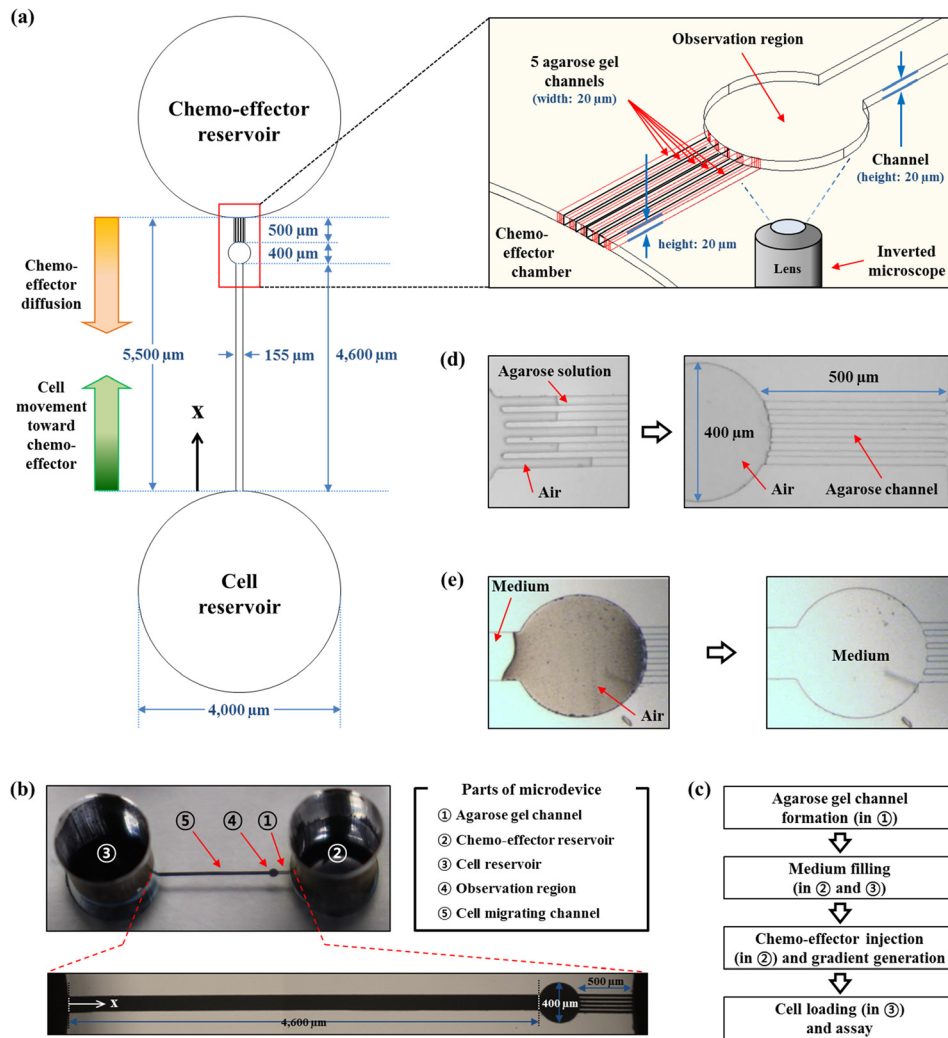 (a)
Chemo-effector
reservoir
500 µm
400 µm
Chemo-
effector
diffusion
5,500 µm
155 µm
4,600 µm
Cell
movement
toward
chemo-
effector
X
Cell
reservoir
4,000 µm
Observation region
5 agarose gel
channels
(width: 20 µm)
Channel
(height: 20 µm)
height: 20 µm
Chemo-
effector
chamber
Lens
Inverted
microscope
(d)
Agarose solution
Air
500 µm
400 µm
Air
Agarose channel
(e)
Medium
Air
Medium
(b)
③
⑤
④
①
②
Parts of microdevice
① Agarose gel channel
② Chemo-effector reservoir
③ Cell reservoir
④ Observation region
⑤ Cell migrating channel
x
4,600 µm
400 µm
500 µm
(c)
Agarose gel channel
formation (in ①)
Medium filling
(in ② and ③)
Chemo-effector injection
(in ②) and gradient generation
Cell loading (in ③)
and assay